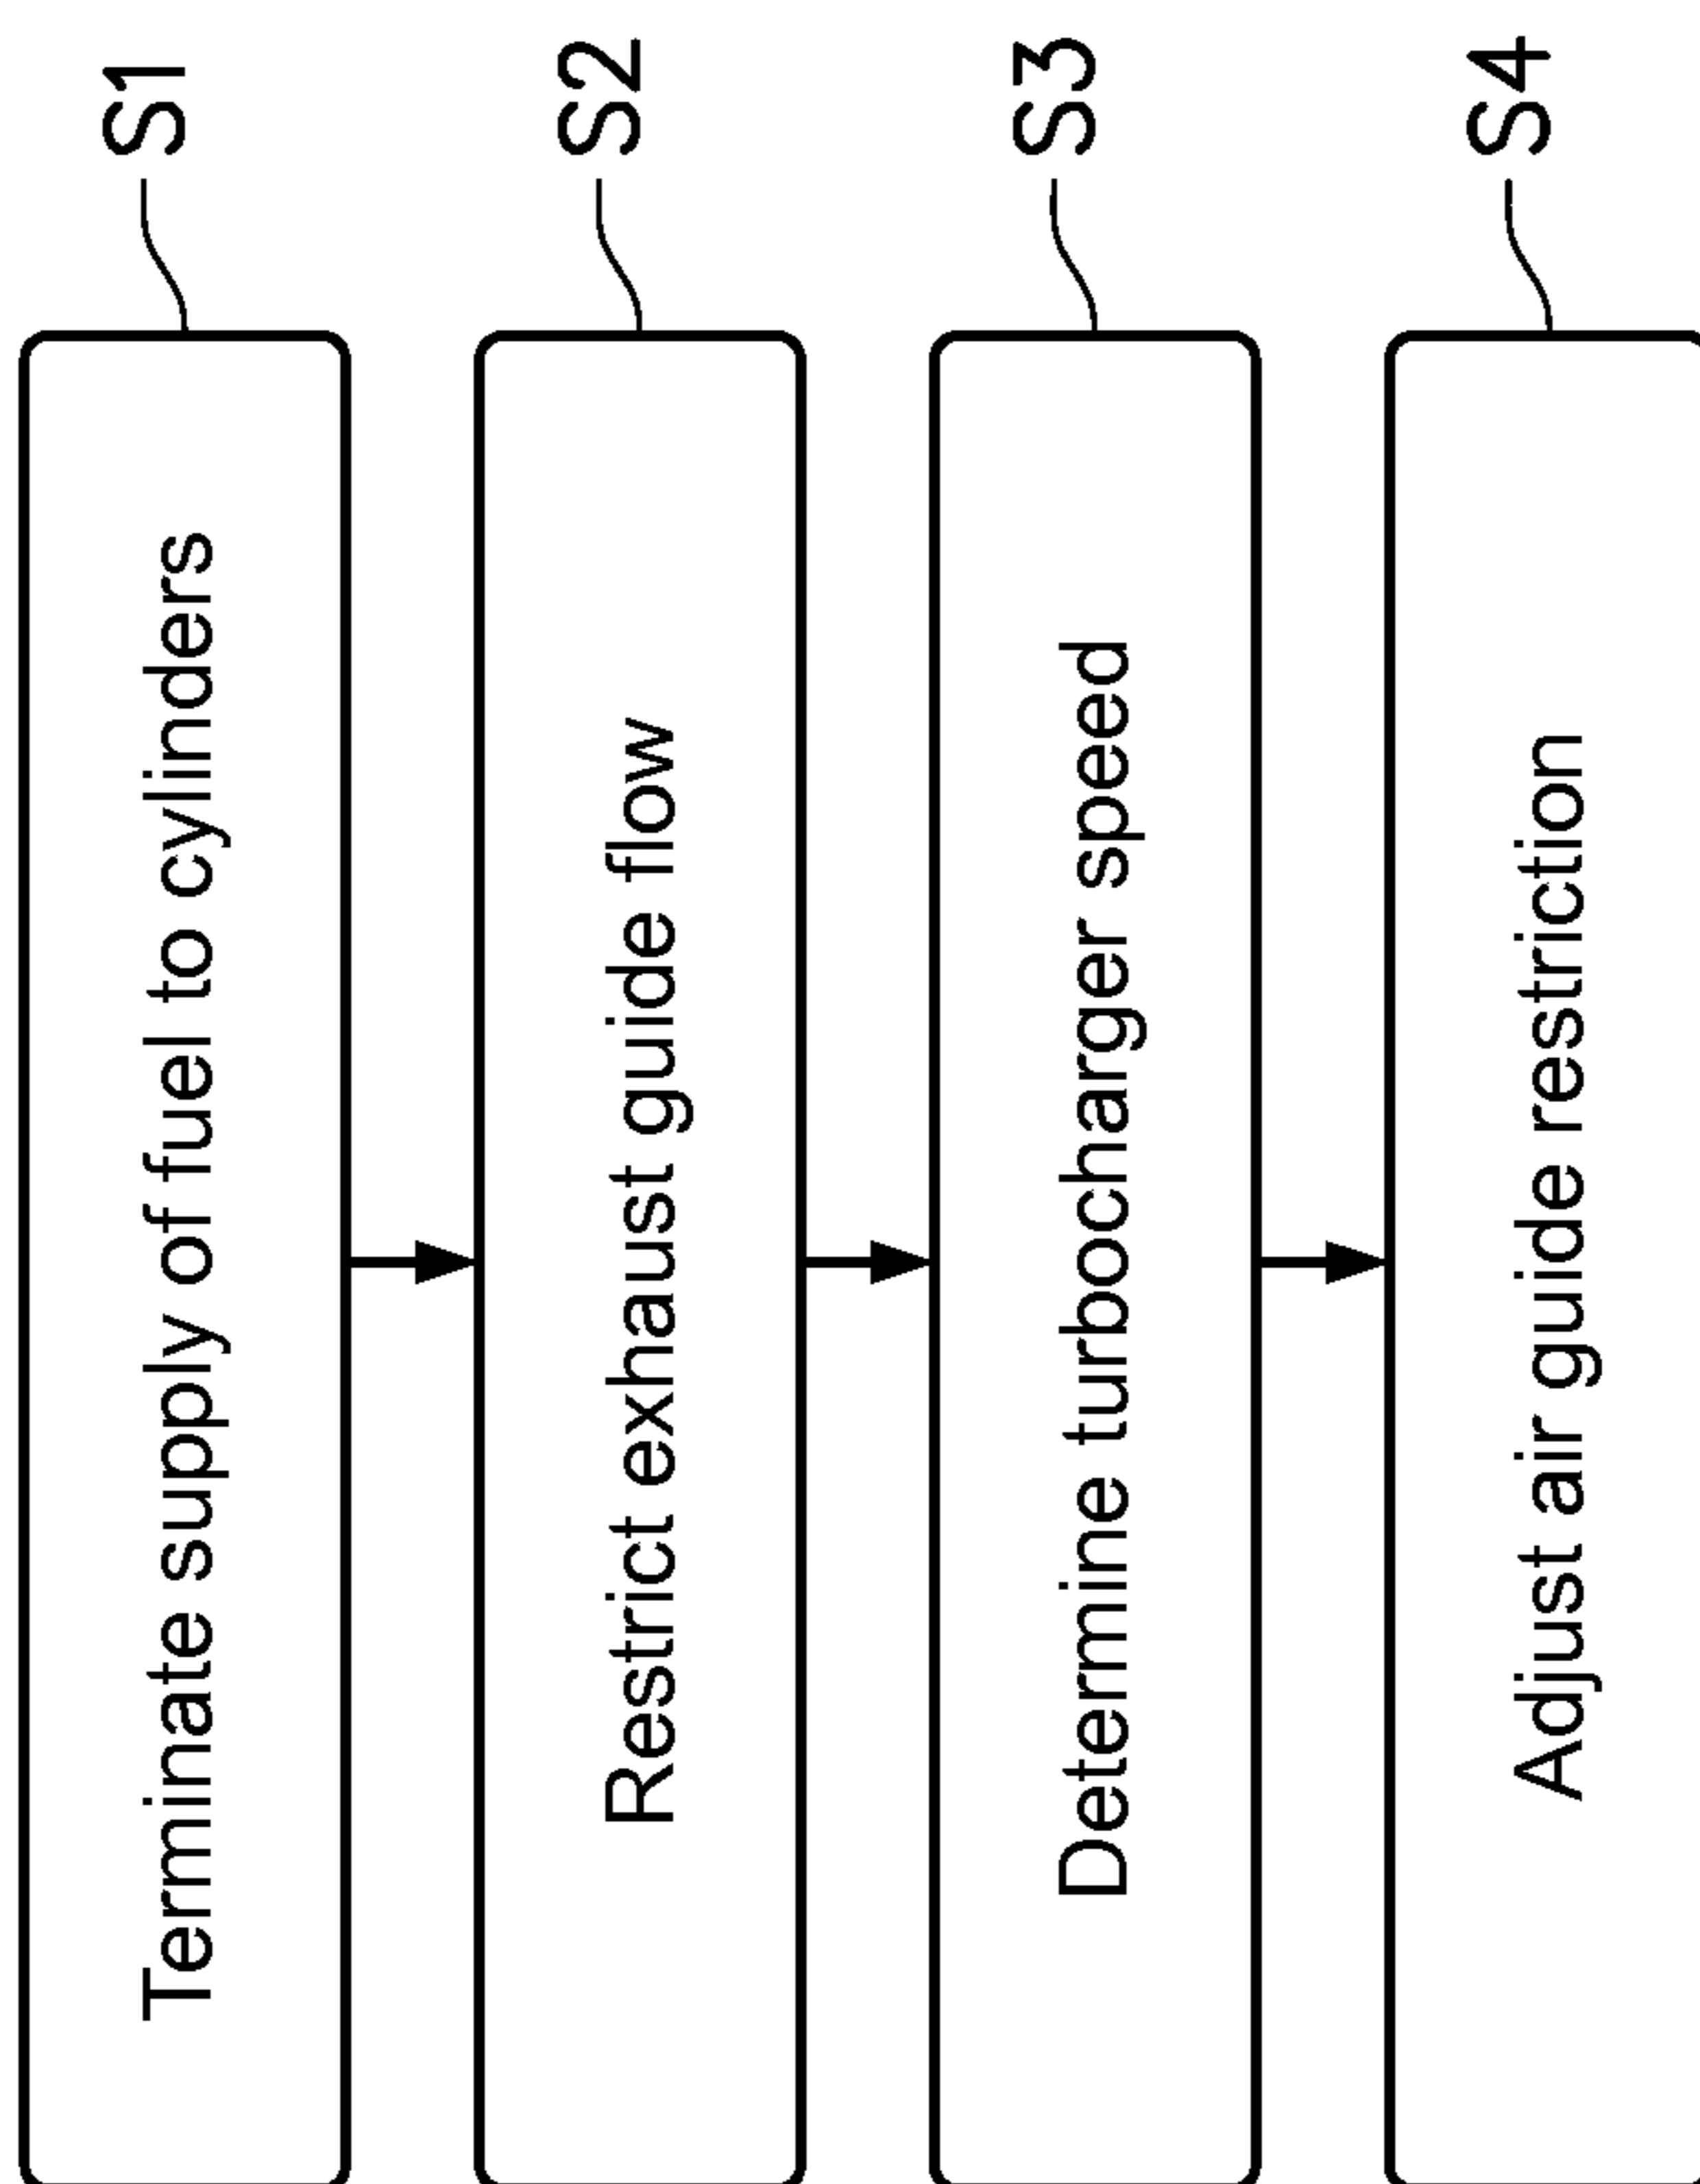 Terminate supply of fuel to cylinders
S1
Restrict exhaust guide flow
S2
Determine turbocharger speed
S3
Adjust air guide restriction
S4